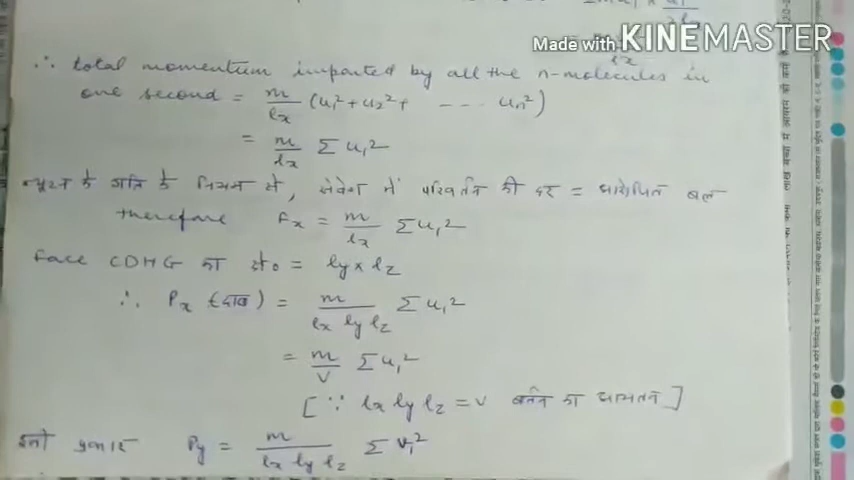 Made with KINEMASTER
∴ total momentum imparted by all the n-molecules in
one second = m/lx (u₁² + u₂² + --- uₙ²)
= m/lx Σ u₁²
न्यूटन के गति के नियम से, संवेग में परिवर्तन की दर = आरोपित बल
therefore Fx = m/lx Σ u₁²
Face CDHG का क्षे० = ly × lz
∴ Px (दाब) = m/(lx ly lz) Σ u₁²
= m/V Σ u₁²
[ ∵ lx ly lz = V बर्तन का आयतन ]
इसी प्रकार Py = m/(lx ly lz) Σ v₁²